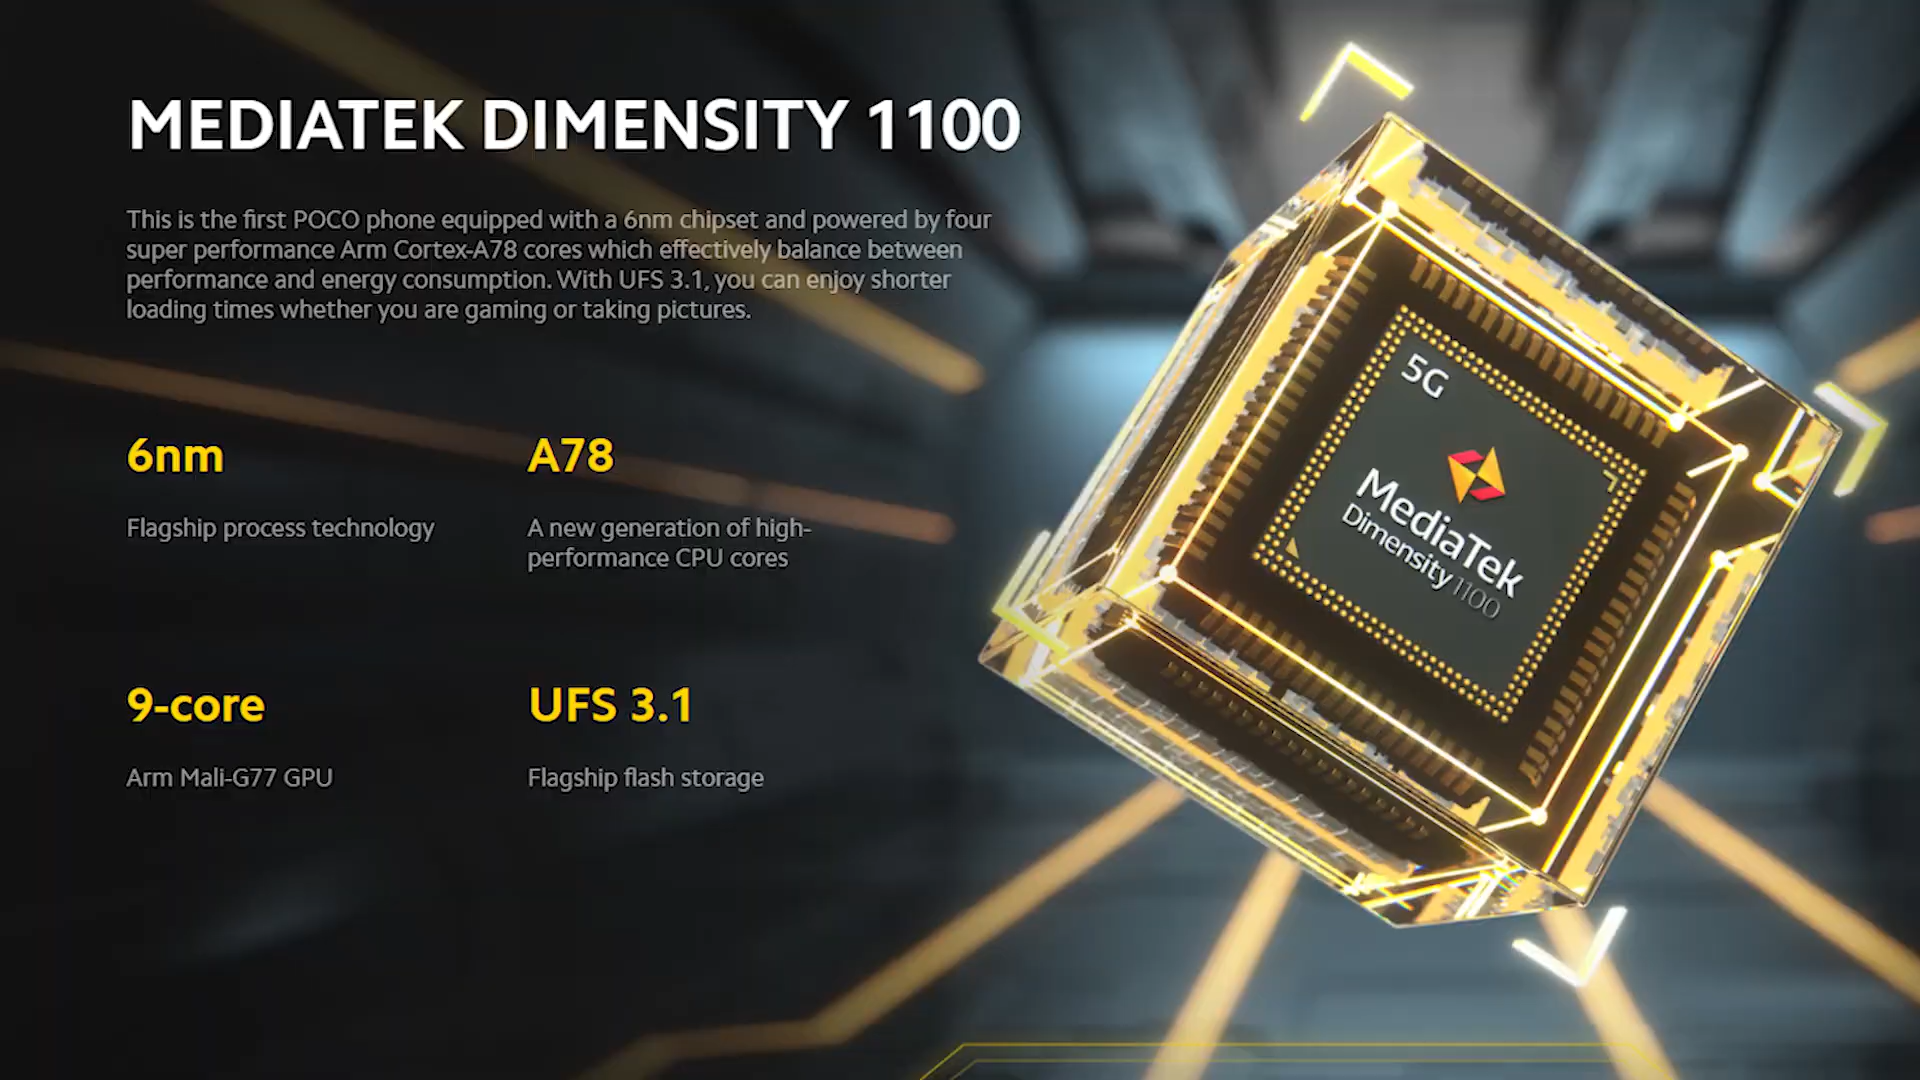 MEDIATEK DIMENSITY 1100
This is the first POCO phone equipped with a 6nm chipset and powered by four
super performance Arm Cortex-A78 cores which effectively balance between
performance and energy consumption. With UFS 3.1, you can enjoy shorter
loading times whether you are gaming or taking pictures.
6nm
Flagship process technology
A78
A new generation of high-
performance CPU cores
9-core
Arm Mali-G77 GPU
UFS 3.1
Flagship flash storage
5G
MediaTek
Dimensity 1100